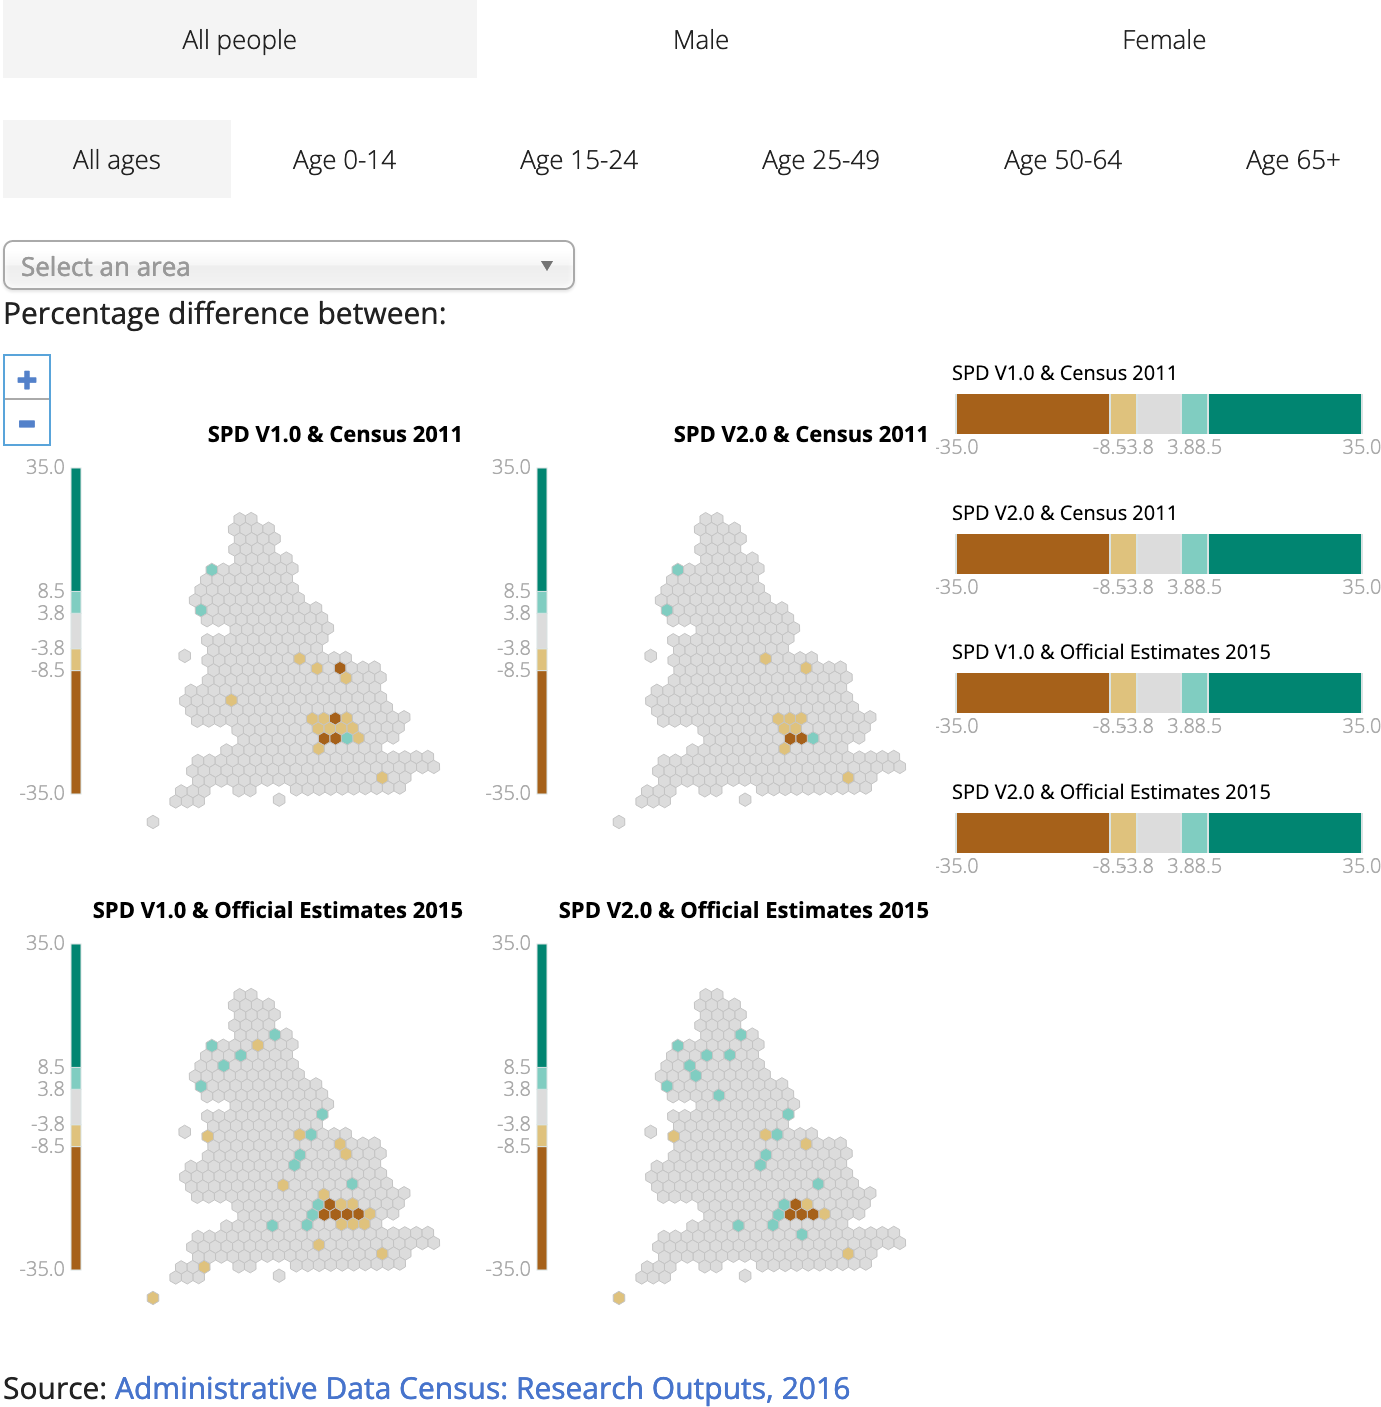 All people Male Female
All ages Age 0-14 Age 15-24 Age 25-49 Age 50-64 Age 65+
Select an area
Percentage difference between:
+
-
SPD V1.0 & Census 2011
35.0
8.5
3.8
-3.8
-8.5
-35.0
SPD V2.0 & Census 2011
35.0
8.5
3.8
-3.8
-8.5
-35.0
SPD V1.0 & Census 2011
-35.0 -8.5 -3.8 3.8 8.5 35.0
SPD V2.0 & Census 2011
-35.0 -8.5 -3.8 3.8 8.5 35.0
SPD V1.0 & Official Estimates 2015
-35.0 -8.5 -3.8 3.8 8.5 35.0
SPD V2.0 & Official Estimates 2015
-35.0 -8.5 -3.8 3.8 8.5 35.0
SPD V1.0 & Official Estimates 2015
35.0
8.5
3.8
-3.8
-8.5
-35.0
SPD V2.0 & Official Estimates 2015
35.0
8.5
3.8
-3.8
-8.5
-35.0
Source: Administrative Data Census: Research Outputs, 2016